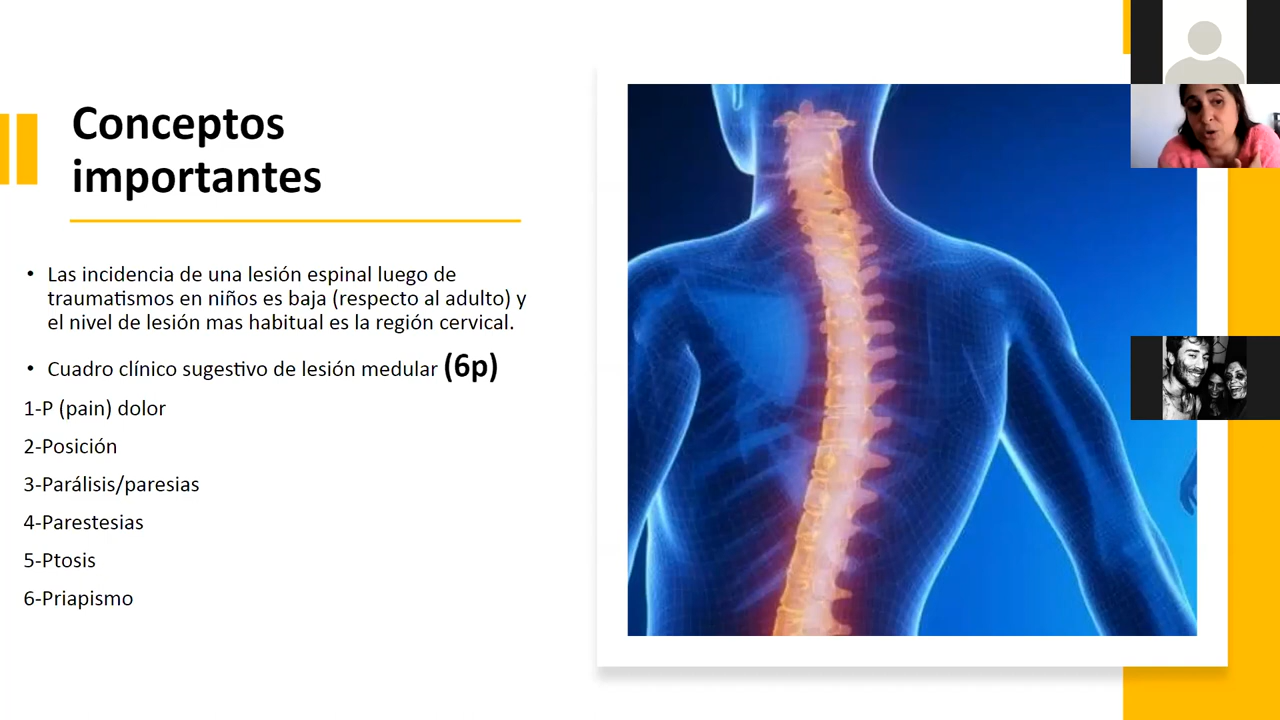 Conceptos
importantes
• Las incidencia de una lesión espinal luego de
traumatismos en niños es baja (respecto al adulto) y
el nivel de lesión mas habitual es la región cervical.
• Cuadro clínico sugestivo de lesión medular (6p)
1-P (pain) dolor
2-Posición
3-Parálisis/paresias
4-Parestesias
5-Ptosis
6-Priapismo